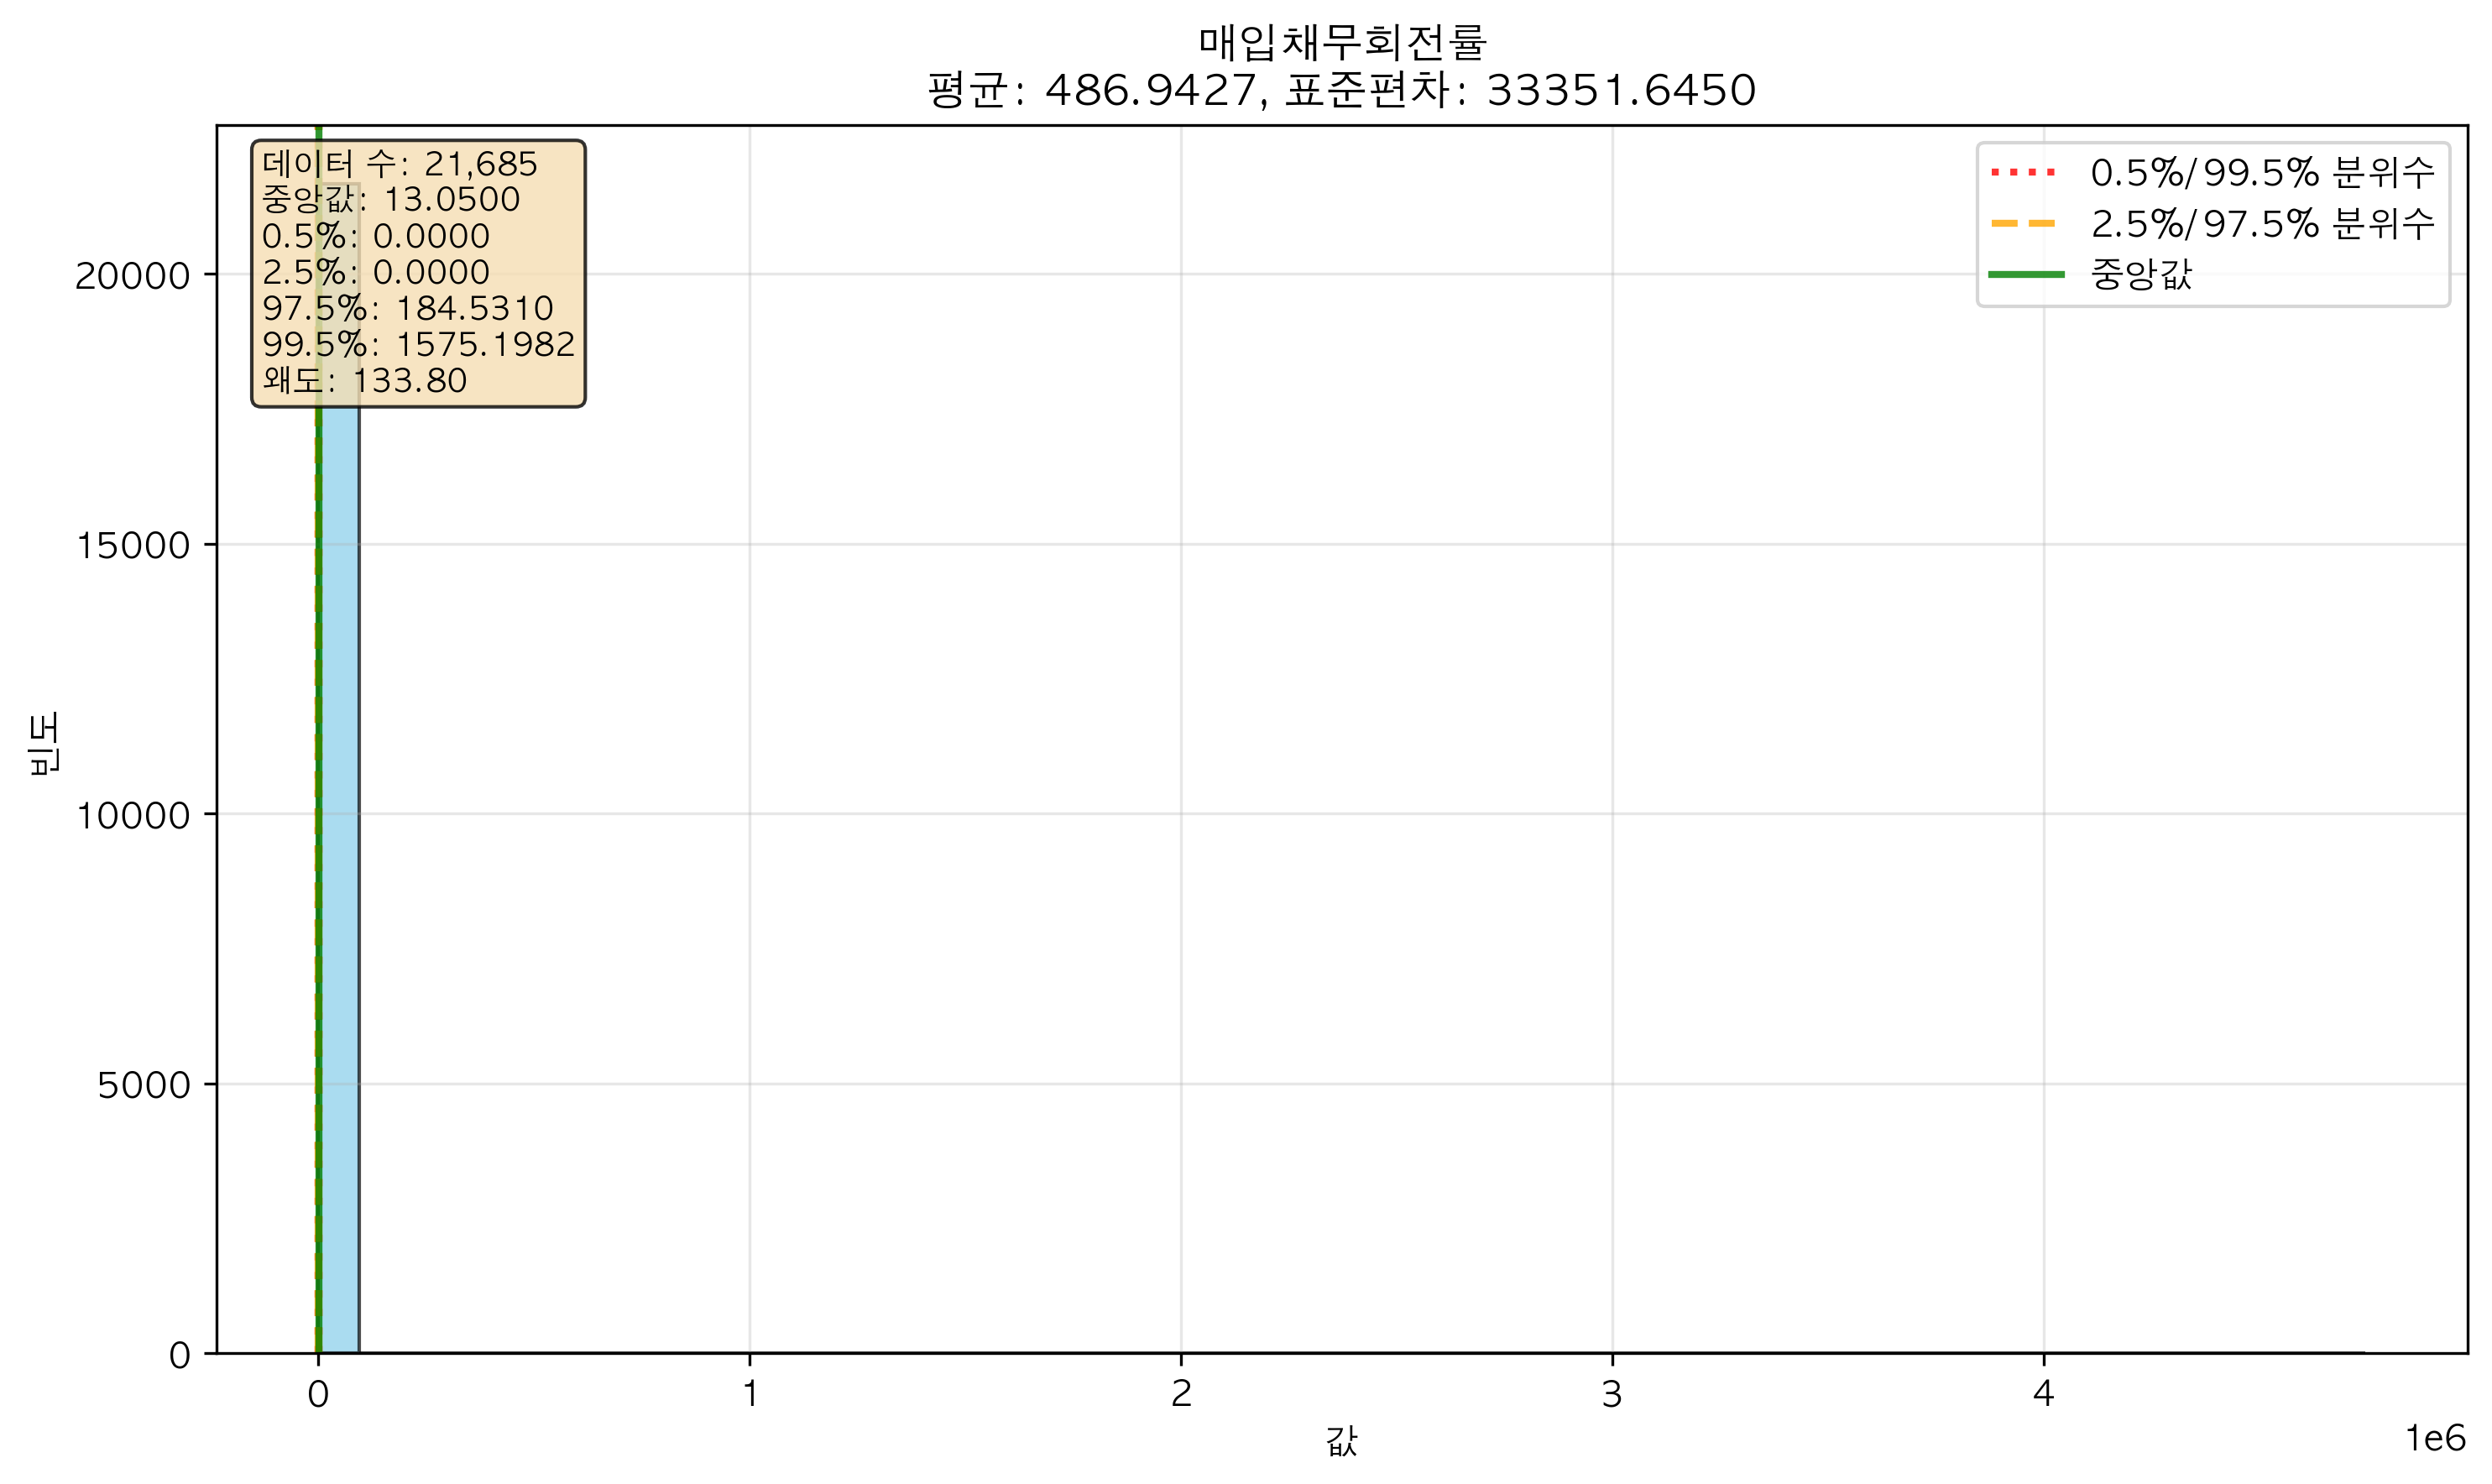 매입채무회전률
평균: 486.9427, 표준편차: 33351.6450
데이터 수: 21,685
중앙값: 13.0500
0.5%: 0.0000
2.5%: 0.0000
97.5%: 184.5310
99.5%: 1575.1982
왜도: 133.80
0.5%/99.5% 분위수
2.5%/97.5% 분위수
중앙값
빈도
20000
15000
10000
5000
0
0 1 2 3 4
1e6
값